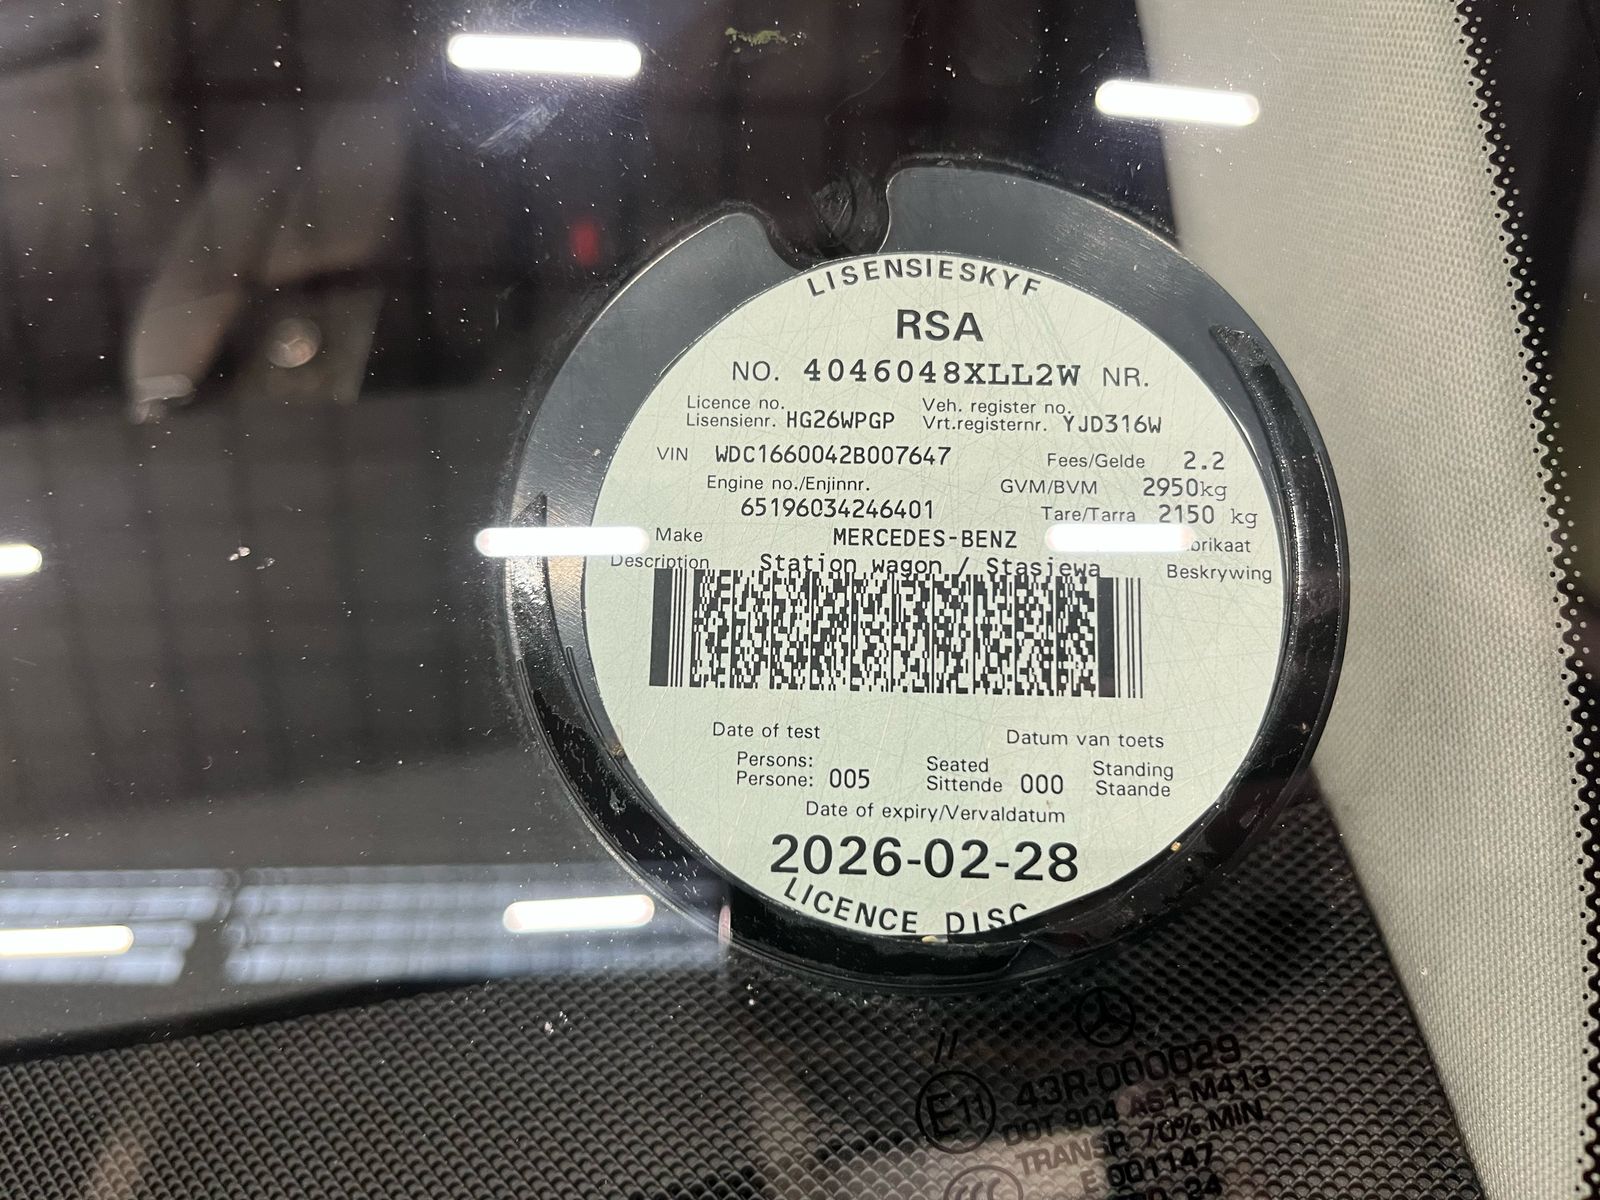 LISENSIESKYF
RSA
NO. 4046048XLL2W NR.
Licence no. Veh. register no.
Lisensienr. HG26WPGP Vrt.registernr. YJD316W
VIN WDC1660042B007647 Fees/Gelde 2.2
Engine no./Enjinnr. GVM/BVM 2950kg
65196034246401 Tare/Tarra 2150 kg
Make MERCEDES-BENZ
Description Station wagon / Stasiewa Beskrywing
Date of test Datum van toets
Persons: Seated Standing
Persone: 005 Sittende 000 Staande
Date of expiry/Vervaldatum
2026-02-28
LICENCE DISC
43R-000029
E11 DOT-904 AS1 M413
TRANSP. 70% MIN.
E 001147
CCC